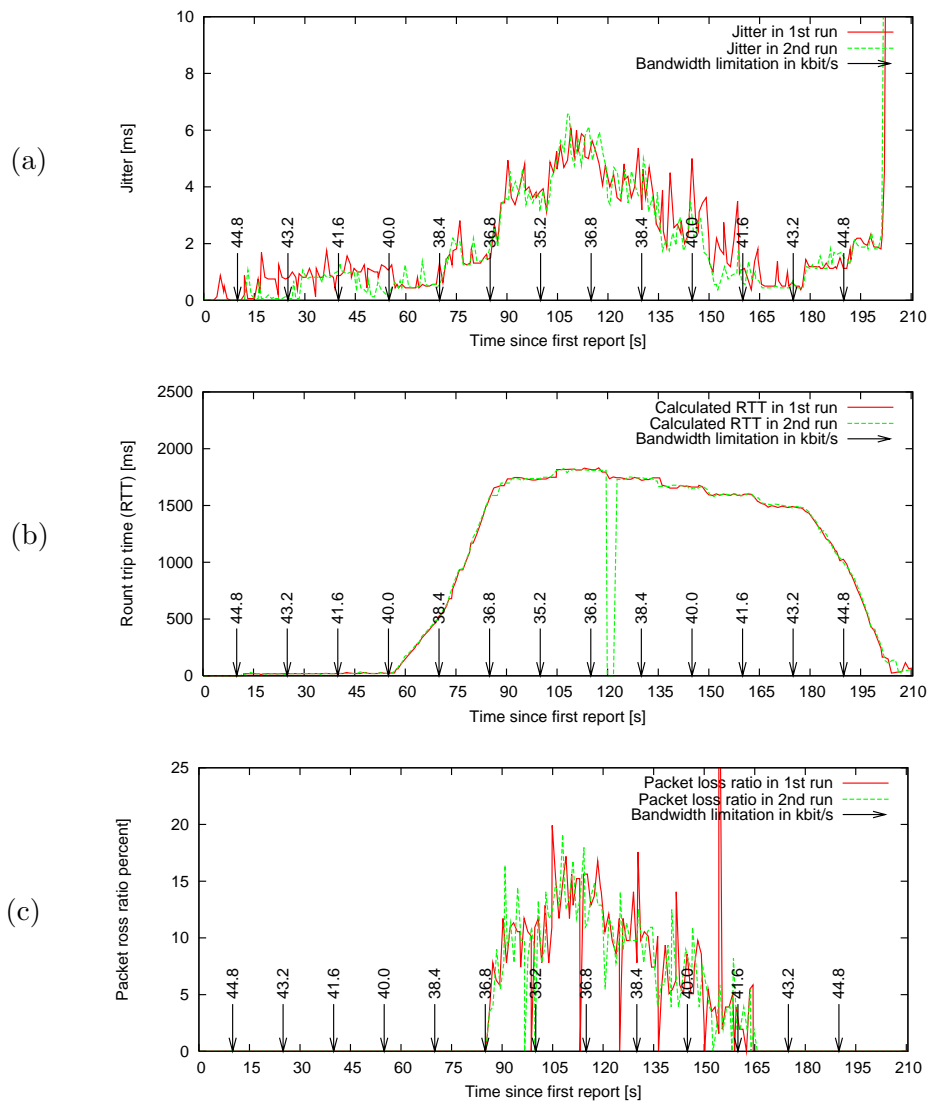 (a)
Jitter [ms]
10
8
6
4
2
0
Jitter in 1st run
Jitter in 2nd run
Bandwidth limitation in kbit/s
44.8
43.2
41.6
40.0
38.4
36.8
35.2
36.8
38.4
40.0
41.6
43.2
44.8
0 15 30 45 60 75 90 105 120 135 150 165 180 195 210
Time since first report [s]
(b)
Rount trip time (RTT) [ms]
2500
2000
1500
1000
500
0
Calculated RTT in 1st run
Calculated RTT in 2nd run
Bandwidth limitation in kbit/s
44.8
43.2
41.6
40.0
38.4
36.8
35.2
36.8
38.4
40.0
41.6
43.2
44.8
0 15 30 45 60 75 90 105 120 135 150 165 180 195 210
Time since first report [s]
(c)
Packet ross ratio percent
25
20
15
10
5
0
Packet loss ratio in 1st run
Packet loss ratio in 2nd run
Bandwidth limitation in kbit/s
44.8
43.2
41.6
40.0
38.4
36.8
35.2
36.8
38.4
40.0
41.6
43.2
44.8
0 15 30 45 60 75 90 105 120 135 150 165 180 195 210
Time since first report [s]